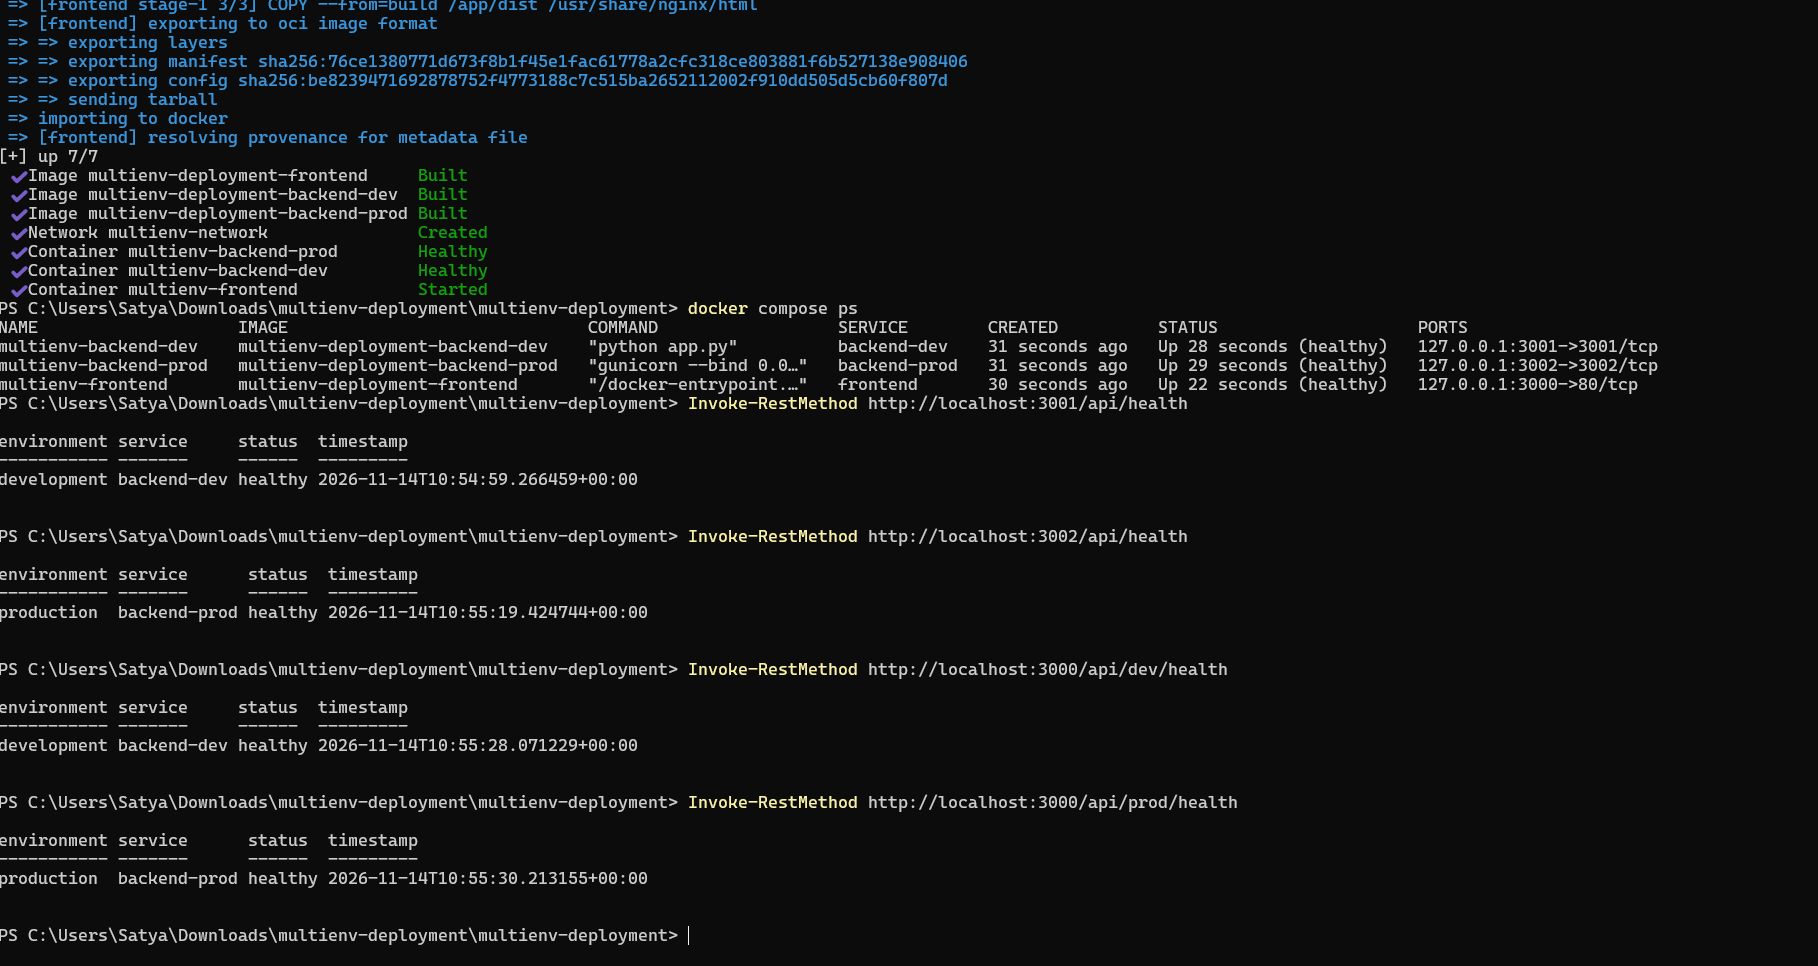 => [frontend stage-1 3/3] COPY --from=build /app/dist /usr/share/nginx/html
=> [frontend] exporting to oci image format
=> => exporting layers
=> => exporting manifest sha256:76ce1380771d673f8b1f45e1fac61778a2cfc318ce803881f6b527138e908406
=> => exporting config sha256:be8239471692878752f4773188c7c515ba2652112002f910dd505d5cb60f807d
=> => sending tarball
=> importing to docker
=> [frontend] resolving provenance for metadata file
[+] up 7/7
✔Image multienv-deployment-frontend     Built
✔Image multienv-deployment-backend-dev  Built
✔Image multienv-deployment-backend-prod Built
✔Network multienv-network               Created
✔Container multienv-backend-prod        Healthy
✔Container multienv-backend-dev         Healthy
✔Container multienv-frontend            Started
PS C:\Users\Satya\Downloads\multienv-deployment\multienv-deployment> docker compose ps
NAME                    IMAGE                              COMMAND                  SERVICE        CREATED          STATUS                    PORTS
multienv-backend-dev    multienv-deployment-backend-dev    "python app.py"          backend-dev    31 seconds ago   Up 28 seconds (healthy)   127.0.0.1:3001->3001/tcp
multienv-backend-prod   multienv-deployment-backend-prod   "gunicorn --bind 0.0…"   backend-prod   31 seconds ago   Up 29 seconds (healthy)   127.0.0.1:3002->3002/tcp
multienv-frontend       multienv-deployment-frontend       "/docker-entrypoint.…"   frontend       30 seconds ago   Up 22 seconds (healthy)   127.0.0.1:3000->80/tcp
PS C:\Users\Satya\Downloads\multienv-deployment\multienv-deployment> Invoke-RestMethod http://localhost:3001/api/health
environment service     status  timestamp
----------- -------     ------  ---------
development backend-dev healthy 2026-11-14T10:54:59.266459+00:00
PS C:\Users\Satya\Downloads\multienv-deployment\multienv-deployment> Invoke-RestMethod http://localhost:3002/api/health
environment service      status  timestamp
----------- -------      ------  ---------
production  backend-prod healthy 2026-11-14T10:55:19.424744+00:00
PS C:\Users\Satya\Downloads\multienv-deployment\multienv-deployment> Invoke-RestMethod http://localhost:3000/api/dev/health
environment service     status  timestamp
----------- -------     ------  ---------
development backend-dev healthy 2026-11-14T10:55:28.071229+00:00
PS C:\Users\Satya\Downloads\multienv-deployment\multienv-deployment> Invoke-RestMethod http://localhost:3000/api/prod/health
environment service      status  timestamp
----------- -------      ------  ---------
production  backend-prod healthy 2026-11-14T10:55:30.213155+00:00
PS C:\Users\Satya\Downloads\multienv-deployment\multienv-deployment>